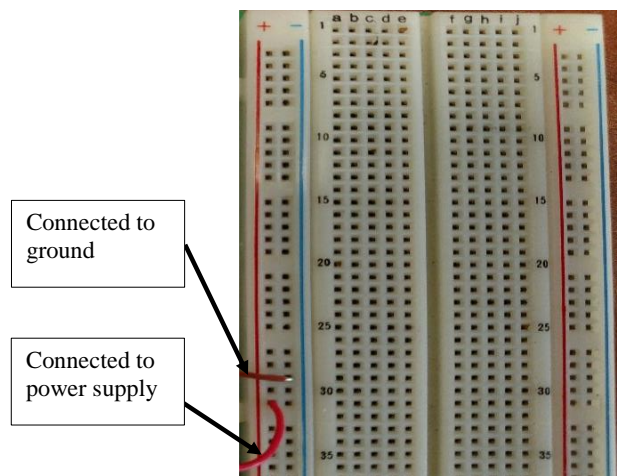 + − a b c d e f g h i j + −
1 1
5 5
10 10
15 15
Connected to
ground
20 20
25 25
Connected to
power supply
30 30
35 35